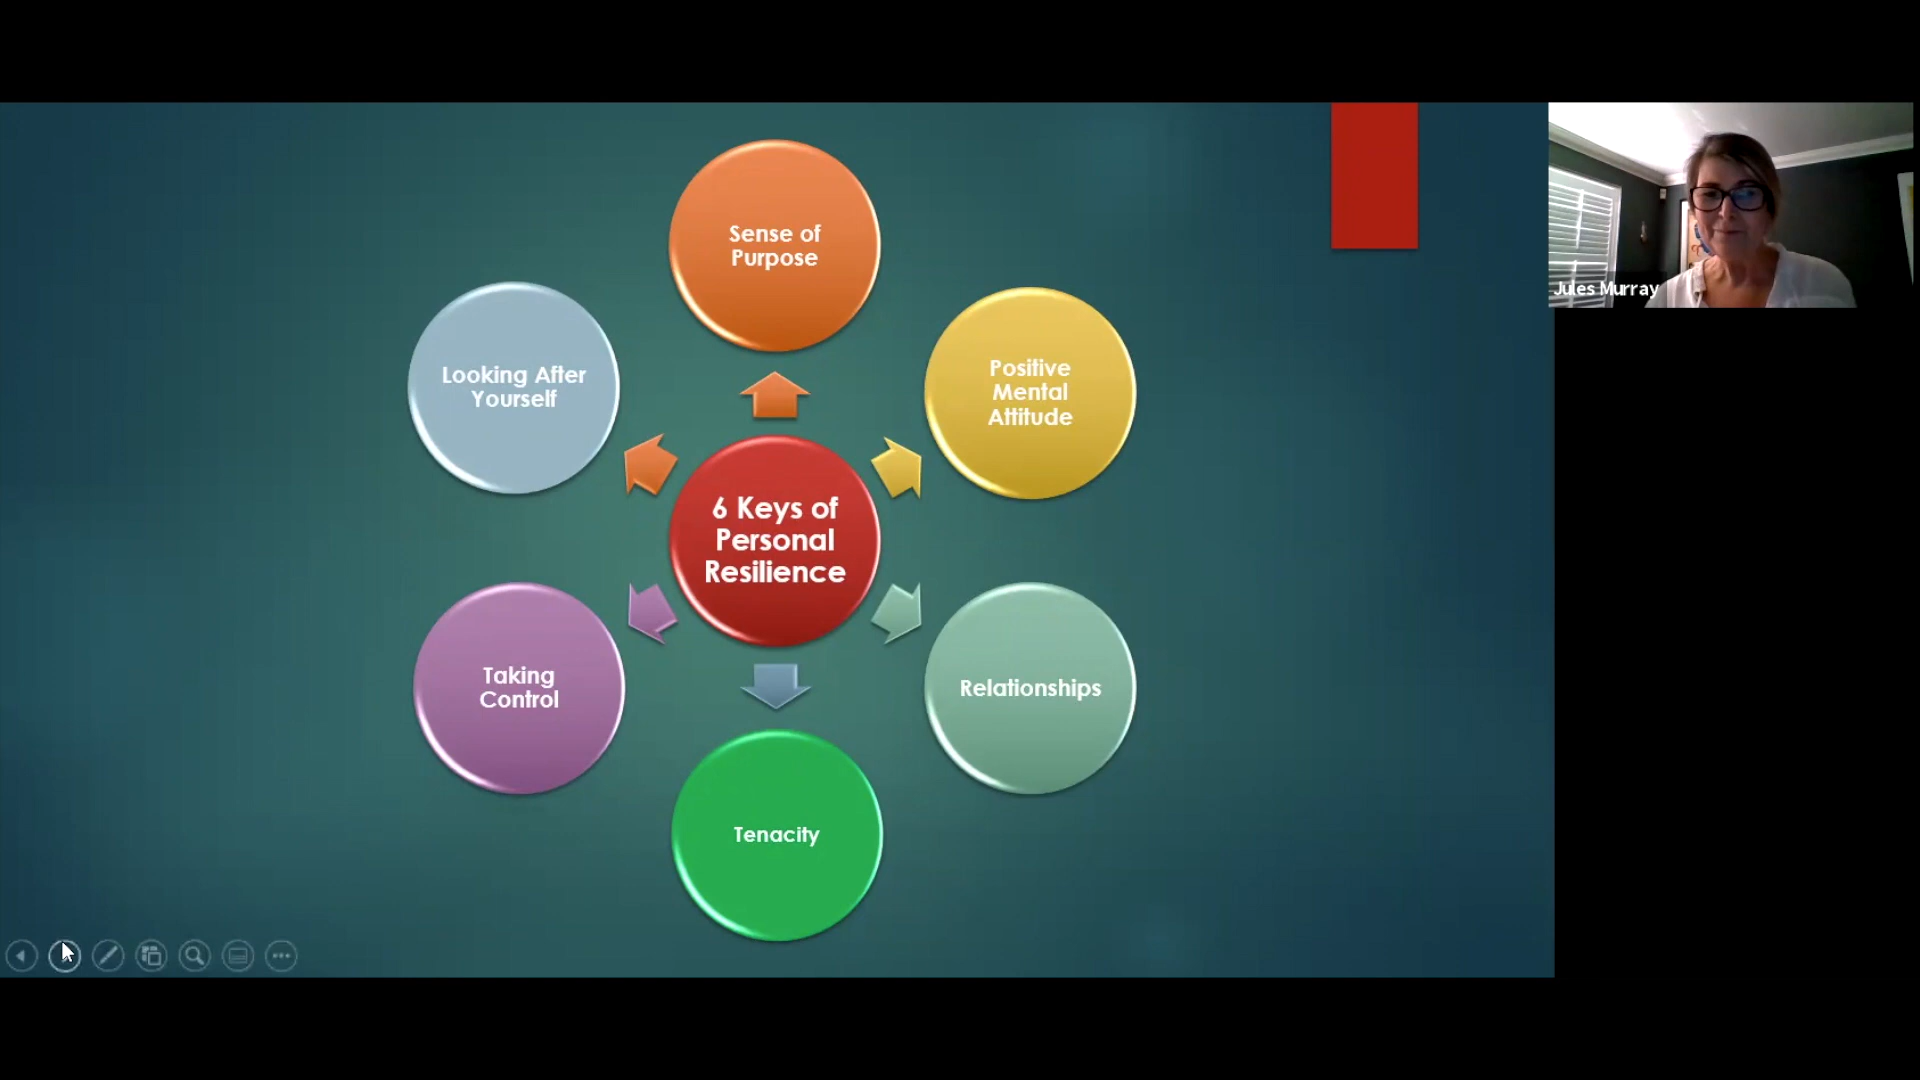 Sense of
Purpose
Looking After
Yourself
Positive
Mental
Attitude
6 Keys of
Personal
Resilience
Taking
Control
Relationships
Tenacity
Jules Murray